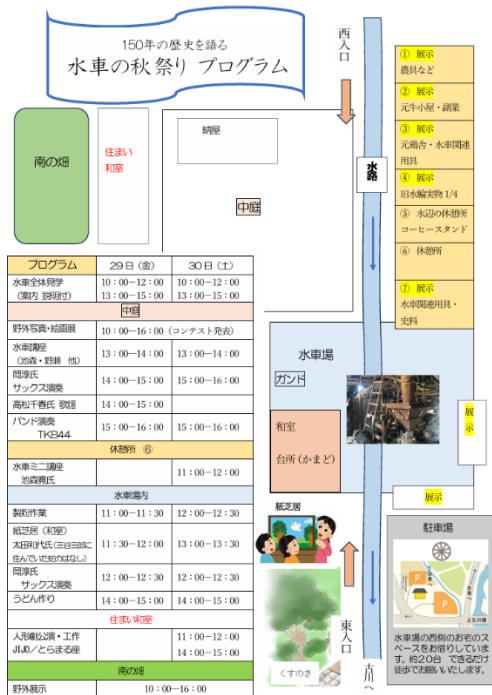 150年の歴史を語る
水車の秋祭り プログラム
西入口
① 展示
農具など
② 展示
元牛小屋・副業
③ 展示
元鶏舎・水車関連
用具
④ 展示
旧水輪実物 1/4
⑤ 水辺の休憩所
コーヒースタンド
⑥ 休憩所
⑦ 展示
水車関連用具・
史料
南の畑
住まい
和室
納屋
中庭
水路
プログラム 29日(金) 30日(土)
水車全体見学 10:00-12:00 10:00-12:00
(案内 説明付) 13:00-15:00 13:00-15:00
中庭
野外写真・絵画展 10:00-16:00 (コンテスト発表)
水車講座 13:00-14:00 13:00-14:00
(池森・野瀬 他)
岡淳氏 14:00-15:00 15:00-16:00
サックス演奏
高松千春氏 歌謡 14:00-15:00
バンド演奏 15:00-16:00 15:00-16:00
TKB44
休憩所 ⑥
水車ミニ講座 11:00-12:00
水車場内
製粉作業 11:00-11:30 12:00-12:30
紙芝居 (和室) 11:30-12:00 13:00-13:30
住んでいた蛇のはなし)
岡淳氏 12:00-12:30 12:00-12:30
サックス演奏
うどん作り 14:00-15:00 14:00-15:00
住まい和室
人形劇公演・工作 11:00-12:00
JIJO/とらまる座 14:00-15:00
南の畑
野外展示 10:00-16:00
水車場
ガンド
和室
台所(かまど)
展示
展示
紙芝居
くすのき
東入口
古川へ
駐車場
P
P
水車場の西側のお宅のス
ペースをお借りしていま
す。約20台 できるだけ
徒歩でお願いいたします。